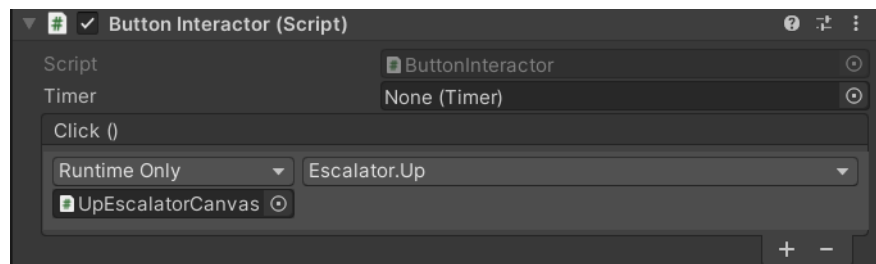 Button Interactor (Script)
Script ButtonInteractor
Timer None (Timer)
Click ()
Runtime Only Escalator.Up
UpEscalatorCanvas